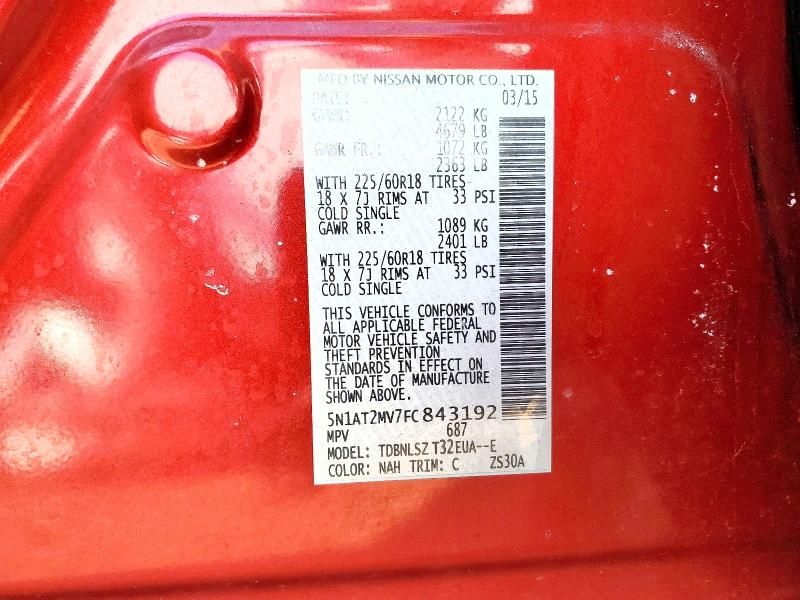 MFD BY NISSAN MOTOR CO., LTD.
DATE: 03/15
GVWR: 2122 KG
4679 LB
GAWR FR.: 1072 KG
2363 LB
WITH 225/60R18 TIRES
18 X 7J RIMS AT 33 PSI
COLD SINGLE
GAWR RR.: 1089 KG
2401 LB
WITH 225/60R18 TIRES
18 X 7J RIMS AT 33 PSI
COLD SINGLE
THIS VEHICLE CONFORMS TO
ALL APPLICABLE FEDERAL
MOTOR VEHICLE SAFETY AND
THEFT PREVENTION
STANDARDS IN EFFECT ON
THE DATE OF MANUFACTURE
SHOWN ABOVE.
5N1AT2MV7FC843192
MPV 687
MODEL: TDBNLSZ T32EUA--E
COLOR: NAH TRIM: C ZS30A